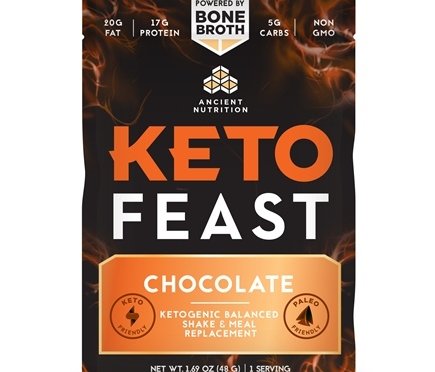 POWERED BY
BONE
BROTH
20G
FAT
17G
PROTEIN
5G
CARBS
NON
GMO
ANCIENT
NUTRITION
KETO
FEAST
CHOCOLATE
KETOGENIC BALANCED
SHAKE & MEAL
REPLACEMENT
KETO
FRIENDLY
PALEO
FRIENDLY
NET WT. 1.69 OZ (48 G) | 1 SERVING